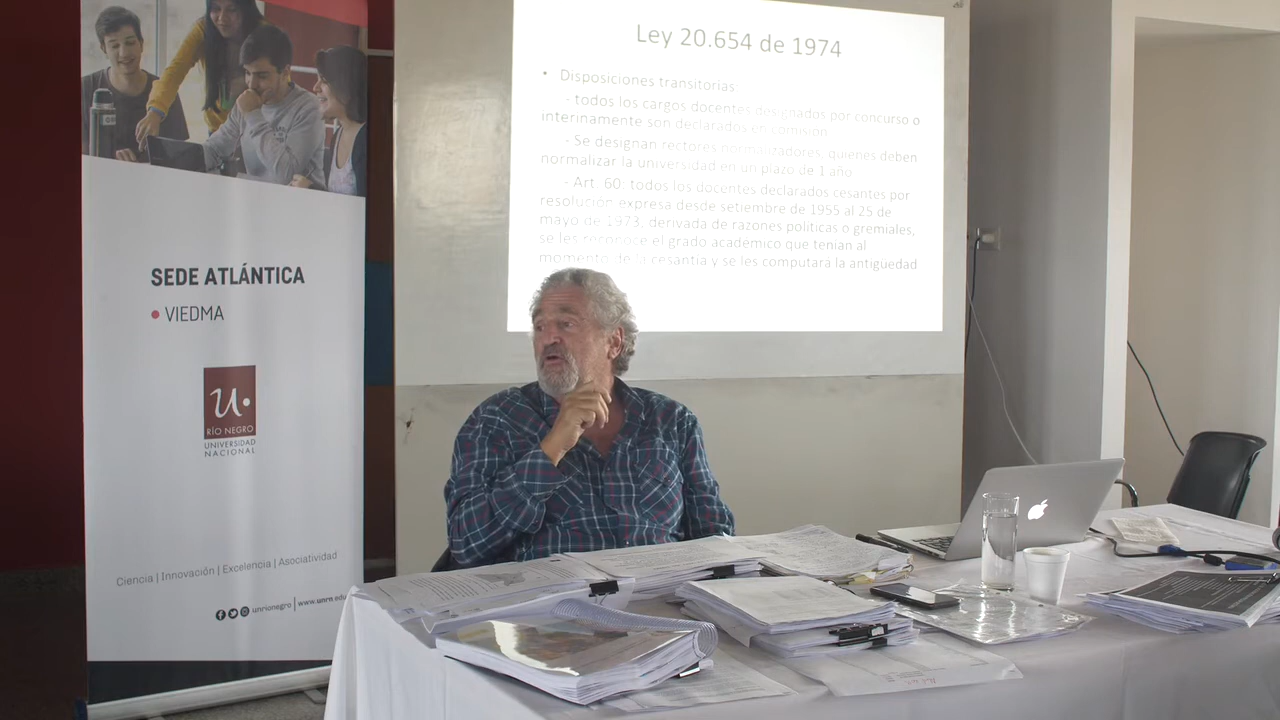 Ley 20.654 de 1974
• Disposiciones transitorias:
- todos los cargos docentes designados por concurso o
interinamente son declarados en comisión
- Se designan rectores normalizadores, quienes deben
normalizar la universidad en un plazo de 1 año
- Art. 60: todos los docentes declarados cesantes por
resolución expresa desde setiembre de 1955 al 25 de
mayo de 1973, derivada de razones políticas o gremiales,
se les reconoce el grado académico que tenían al
momento de la cesantía y se les computará la antigüedad
SEDE ATLÁNTICA
• VIEDMA
u.
RÍO NEGRO
UNIVERSIDAD
NACIONAL
Ciencia | Innovación | Excelencia | Asociatividad
unrionegro | www.unrn.edu